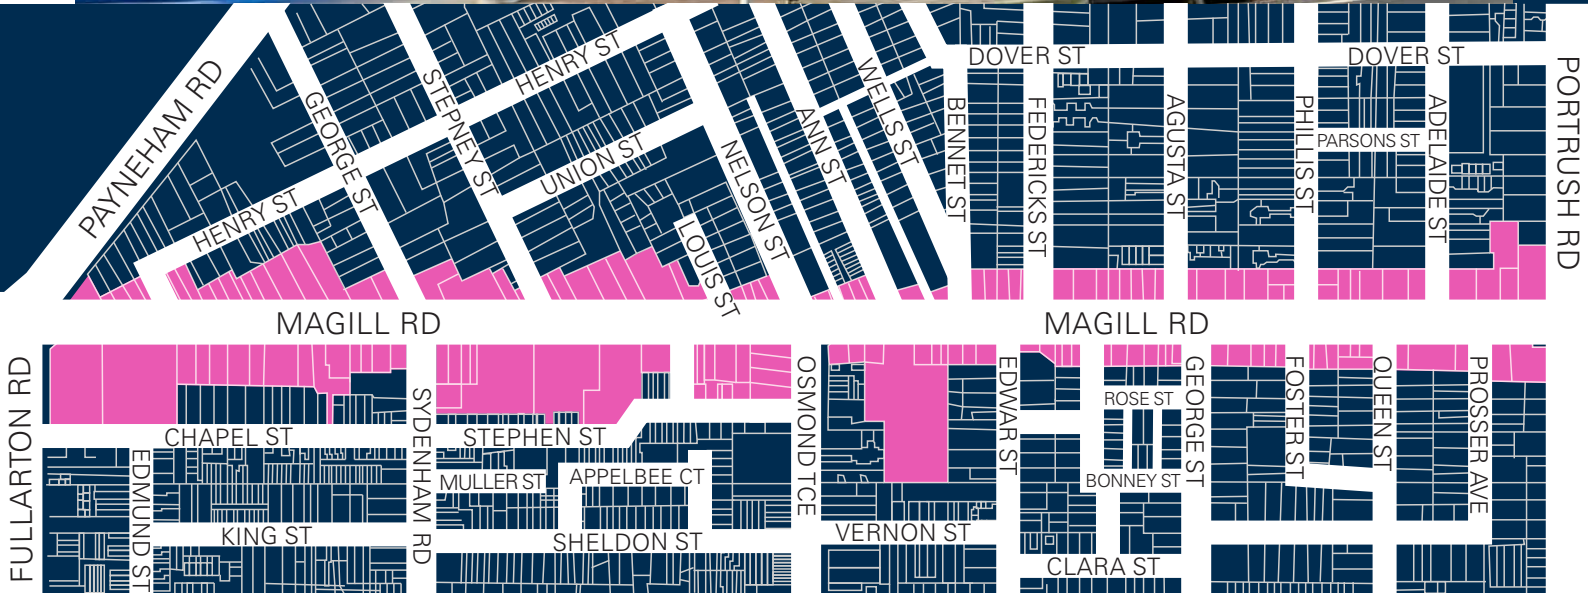 DOVER ST
DOVER ST
PORTRUSH RD
PAYNEHAM RD
GEORGE ST
STEPNEY ST
HENRY ST
WELLS ST
BENNET ST
FEDERICKS ST
AGUSTA ST
PHILLIS ST
PARSONS ST
ADELAIDE ST
ANN ST
NELSON ST
UNION ST
HENRY ST
LOUIS ST
MAGILL RD
MAGILL RD
FULLARTON RD
CHAPEL ST
SYDENHAM RD
STEPHEN ST
OSMOND TCE
EDWAR ST
ROSE ST
GEORGE ST
FOSTER ST
QUEEN ST
PROSSER AVE
EDMUND ST
MULLER ST
APPELBEE CT
BONNEY ST
KING ST
SHELDON ST
VERNON ST
CLARA ST